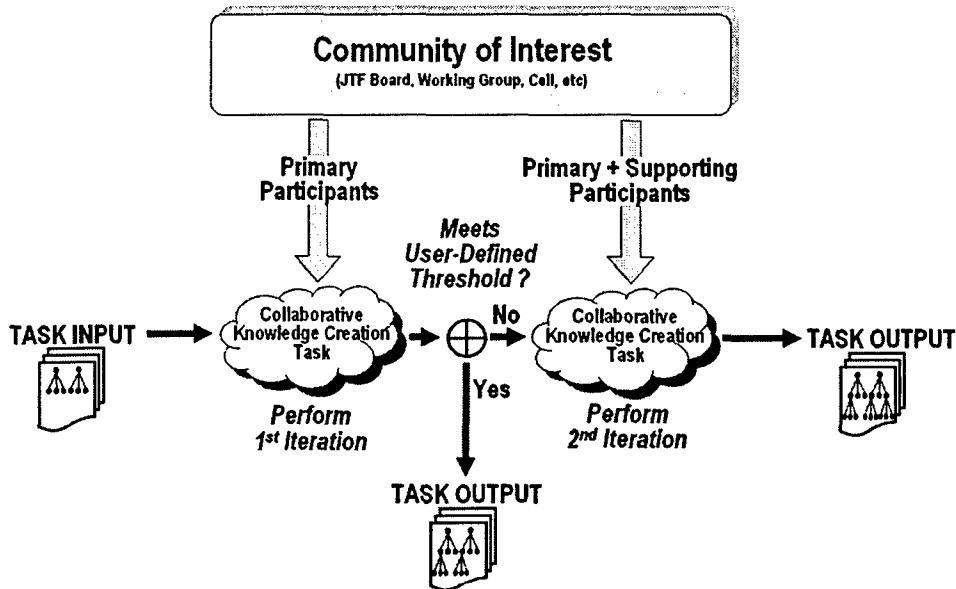 Community of Interest
(JTF Board, Working Group, Cell, etc)
Primary
Participants
Primary + Supporting
Participants
Meets
User-Defined
Threshold ?
TASK INPUT
Collaborative
Knowledge Creation
Task
No
Collaborative
Knowledge Creation
Task
TASK OUTPUT
Perform
1st Iteration
Yes
Perform
2nd Iteration
TASK OUTPUT